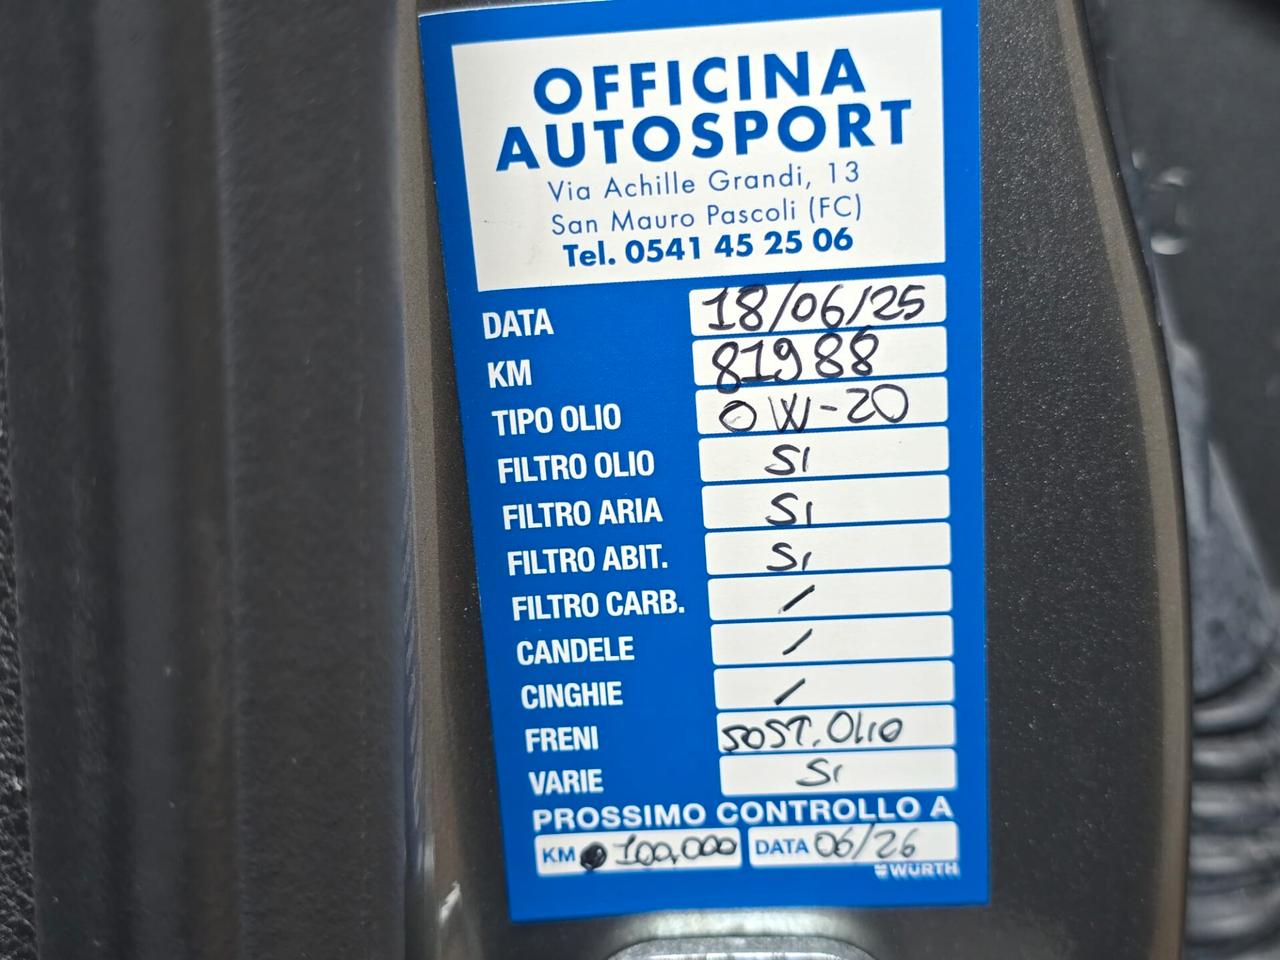 OFFICINA
AUTOSPORT
Via Achille Grandi, 13
San Mauro Pascoli (FC)
Tel. 0541 45 25 06
DATA 18/06/25
KM 81988
TIPO OLIO 0W-20
FILTRO OLIO SI
FILTRO ARIA SI
FILTRO ABIT. SI
FILTRO CARB. /
CANDELE /
CINGHIE /
FRENI SOST. OLIO
VARIE SI
PROSSIMO CONTROLLO A
KM 100,000 DATA 06/26
WÜRTH